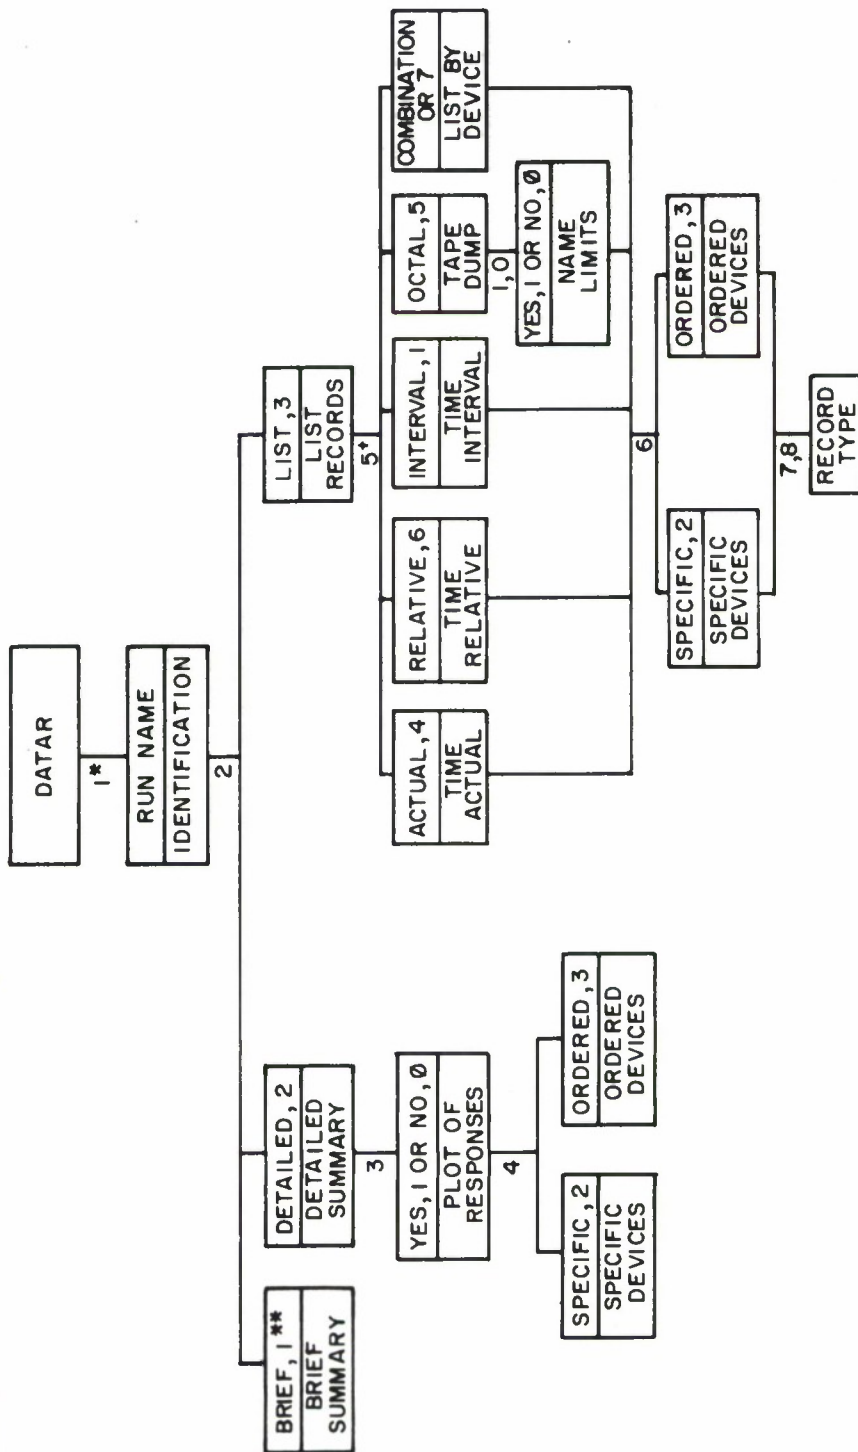 DATAR
1*
RUN NAME
IDENTIFICATION
2
BRIEF, 1**
BRIEF
SUMMARY
DETAILED, 2
DETAILED
SUMMARY
3
YES, 1 OR NO, Ø
PLOT OF
RESPONSES
4
SPECIFIC, 2
SPECIFIC
DEVICES
ORDERED, 3
ORDERED
DEVICES
LIST, 3
LIST
RECORDS
5+
ACTUAL, 4
TIME
ACTUAL
RELATIVE, 6
TIME
RELATIVE
INTERVAL, 1
TIME
INTERVAL
OCTAL, 5
TAPE
DUMP
1, 0
YES, 1 OR NO, Ø
NAME
LIMITS
COMBINATION
OR 7
LIST BY
DEVICE
6
SPECIFIC, 2
SPECIFIC
DEVICES
ORDERED, 3
ORDERED
DEVICES
7, 8
RECORD
TYPE